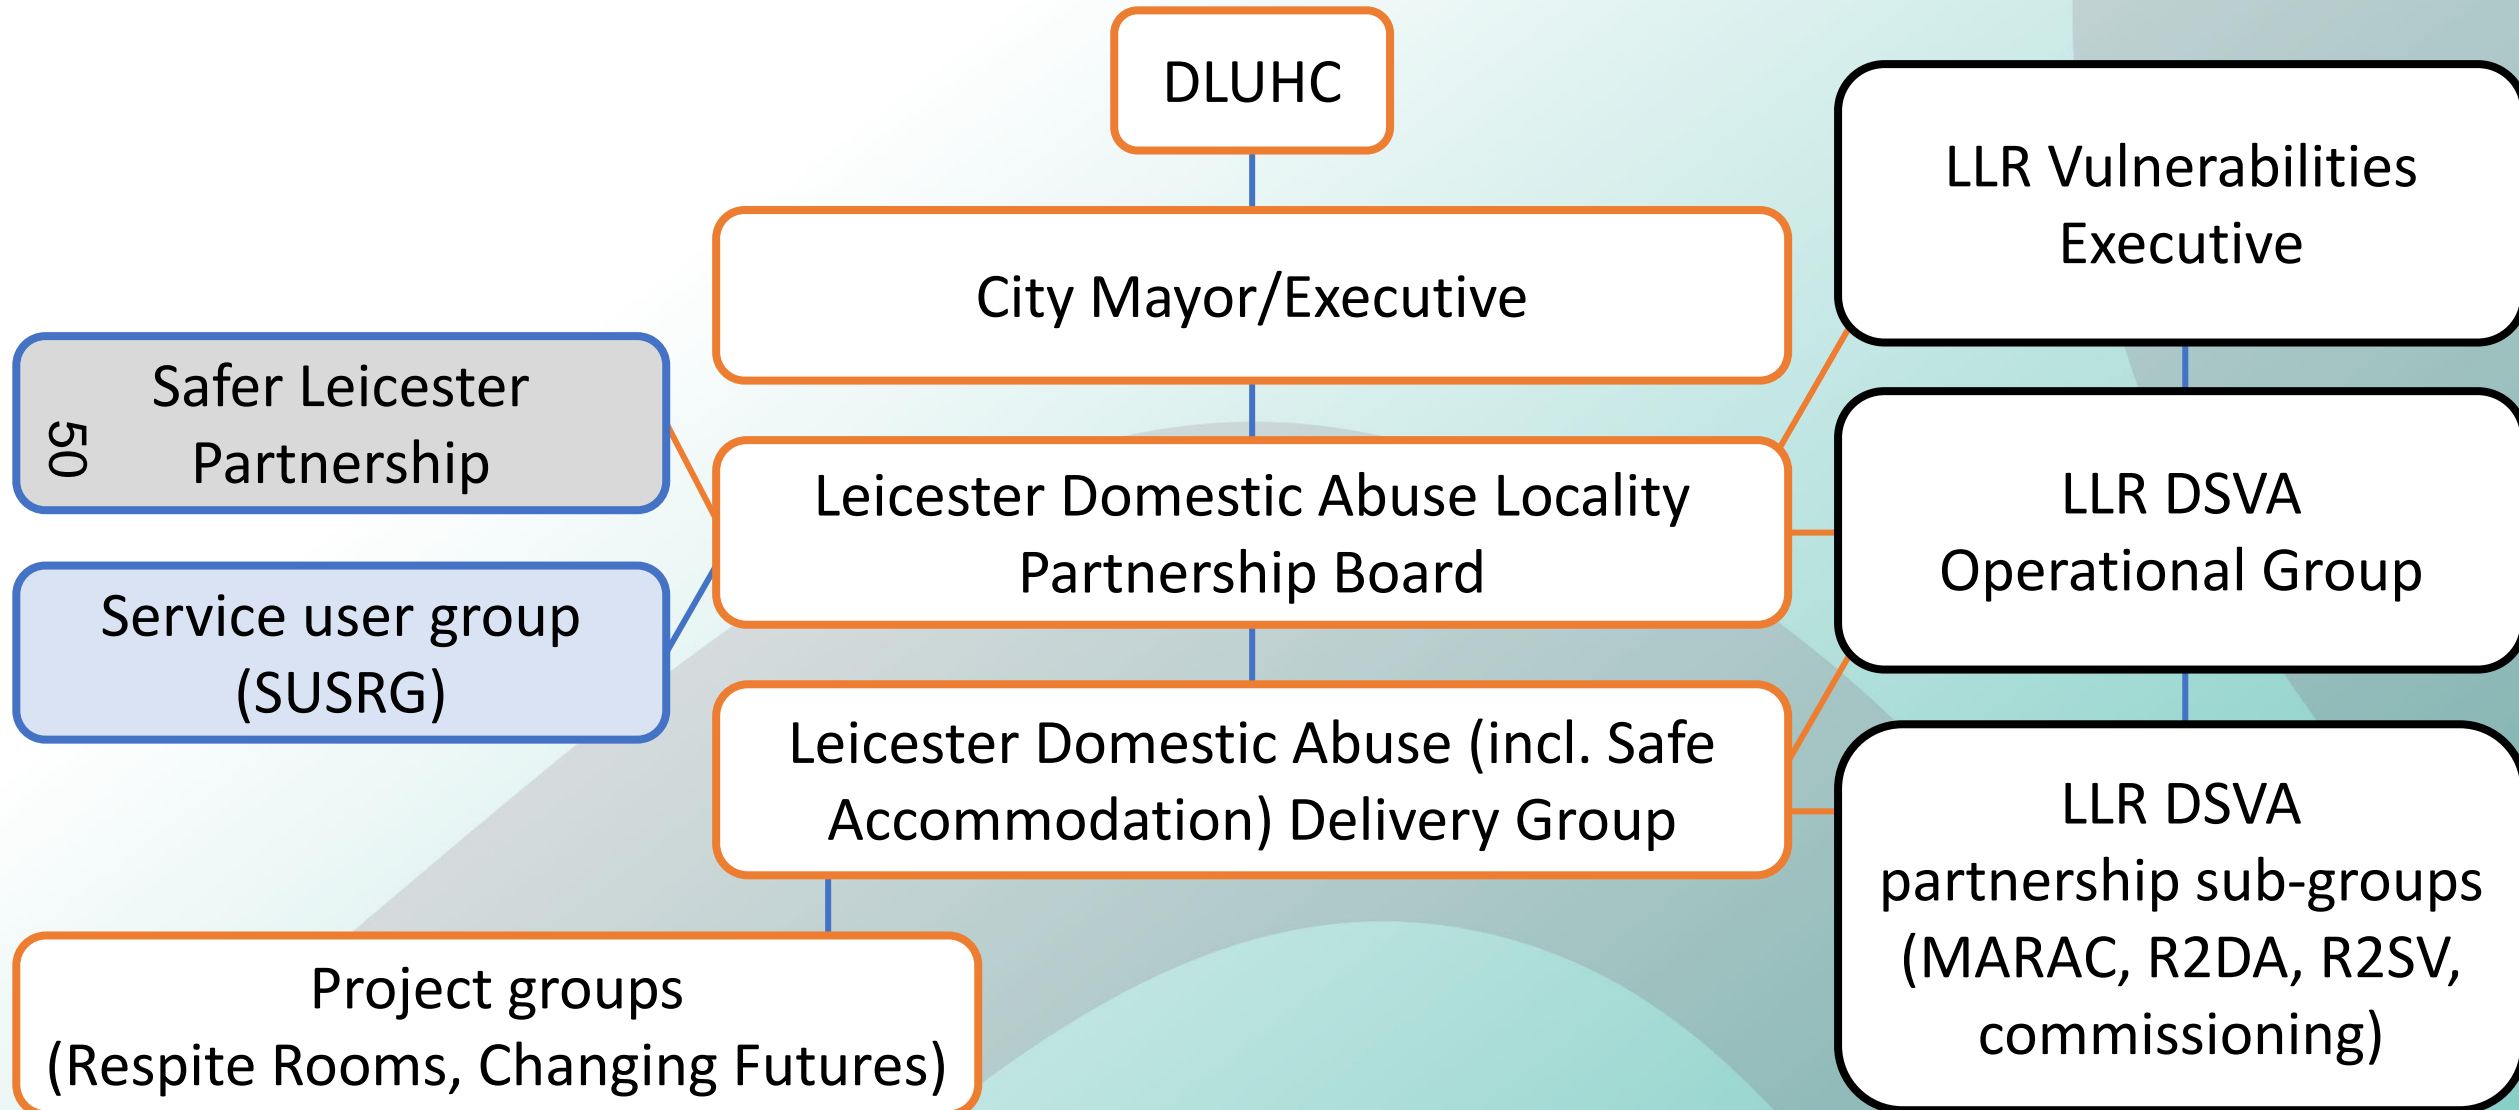 DLUHC
City Mayor/Executive
Safer Leicester
Partnership
50
Service user group
(SUSRG)
Leicester Domestic Abuse Locality
Partnership Board
Leicester Domestic Abuse (incl. Safe
Accommodation) Delivery Group
Project groups
(Respite Rooms, Changing Futures)
LLR Vulnerabilities
Executive
LLR DSVA
Operational Group
LLR DSVA
partnership sub-groups
(MARAC, R2DA, R2SV,
commissioning)